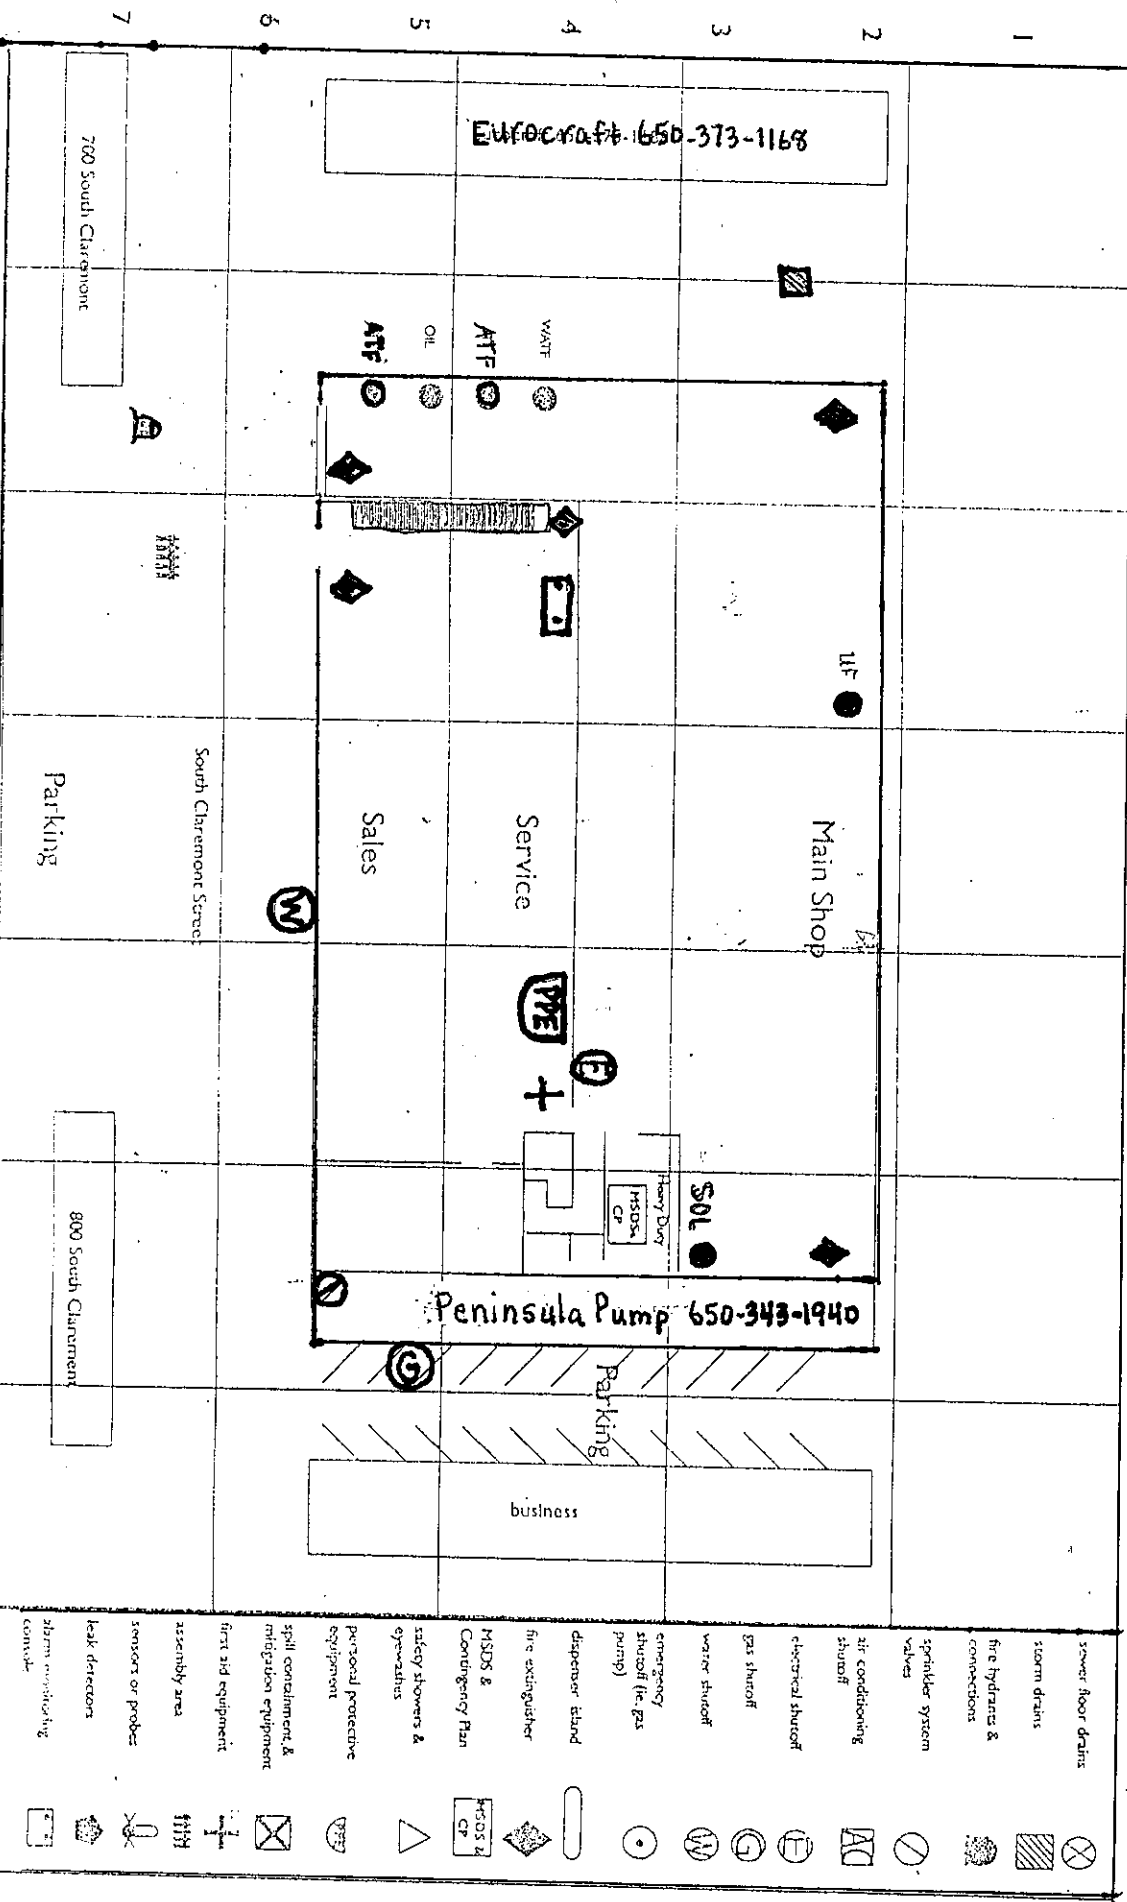 1
2
3
4
5
6
7
Eurocraft 650-373-1168
700 South Claremont
WATF
ATF
OIL
ATF
UF
Main Shop
Service
Sales
South Claremont Street
Parking
W
PPE
E
SOL
MSDS&
CP
Peninsula Pump 650-343-1940
G
Parking
800 South Claremont
business
sewer floor drains
storm drains
fire hydrants &
connections
sprinkler system
valves
air conditioning
shutoff
AC
electrical shutoff
E
gas shutoff
G
water shutoff
W
emergency
shutoff (ie. gas
pump)
dispenser island
fire extinguisher
MSDS &
Contingency Plan
MSDS &
CP
safety showers &
eyewashes
personal protective
equipment
spill containment &
mitigation equipment
first aid equipment
assembly area
sensors or probes
leak detectors
alarm monitoring
console